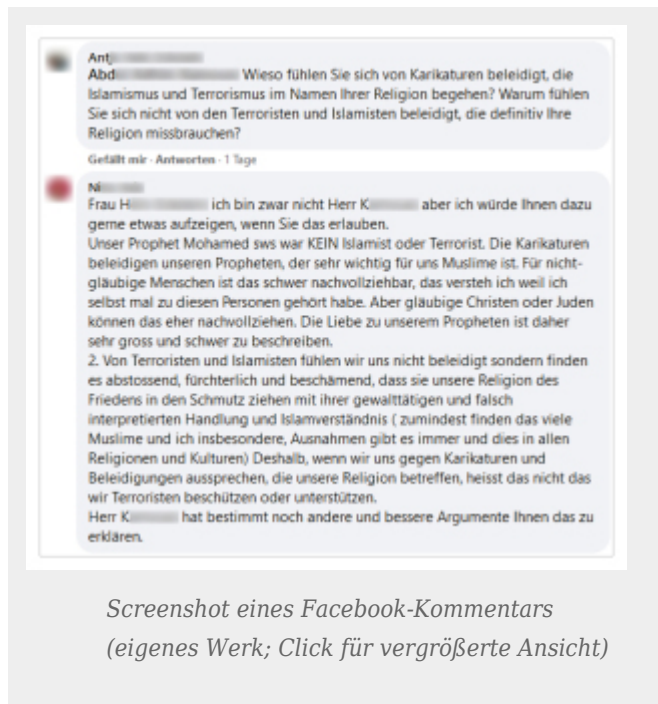 Ant
Abd Wieso fühlen Sie sich von Karikaturen beleidigt, die
Islamismus und Terrorismus im Namen Ihrer Religion begehen? Warum fühlen
Sie sich nicht von den Terroristen und Islamisten beleidigt, die definitiv Ihre
Religion missbrauchen?
Gefällt mir · Antworten · 1 Tage
Ni
Frau H ich bin zwar nicht Herr K aber ich würde Ihnen dazu
gerne etwas aufzeigen, wenn Sie das erlauben.
Unser Prophet Mohamed sws war KEIN Islamist oder Terrorist. Die Karikaturen
beleidigen unseren Propheten, der sehr wichtig für uns Muslime ist. Für nicht-
gläubige Menschen ist das schwer nachvollziehbar, das versteh ich weil ich
selbst mal zu diesen Personen gehört habe. Aber gläubige Christen oder Juden
können das eher nachvollziehen. Die Liebe zu unserem Propheten ist daher
sehr gross und schwer zu beschreiben.
2. Von Terroristen und Islamisten fühlen wir uns nicht beleidigt sondern finden
es abstossend, fürchterlich und beschämend, dass sie unsere Religion des
Friedens in den Schmutz ziehen mit ihrer gewalttätigen und falsch
interpretierten Handlung und Islamverständnis ( zumindest finden das viele
Muslime und ich insbesondere, Ausnahmen gibt es immer und dies in allen
Religionen und Kulturen) Deshalb, wenn wir uns gegen Karikaturen und
Beleidigungen aussprechen, die unsere Religion betreffen, heisst das nicht das
wir Terroristen beschützen oder unterstützen.
Herr K hat bestimmt noch andere und bessere Argumente Ihnen das zu
erklären.
Screenshot eines Facebook-Kommentars
(eigenes Werk; Click für vergrößerte Ansicht)